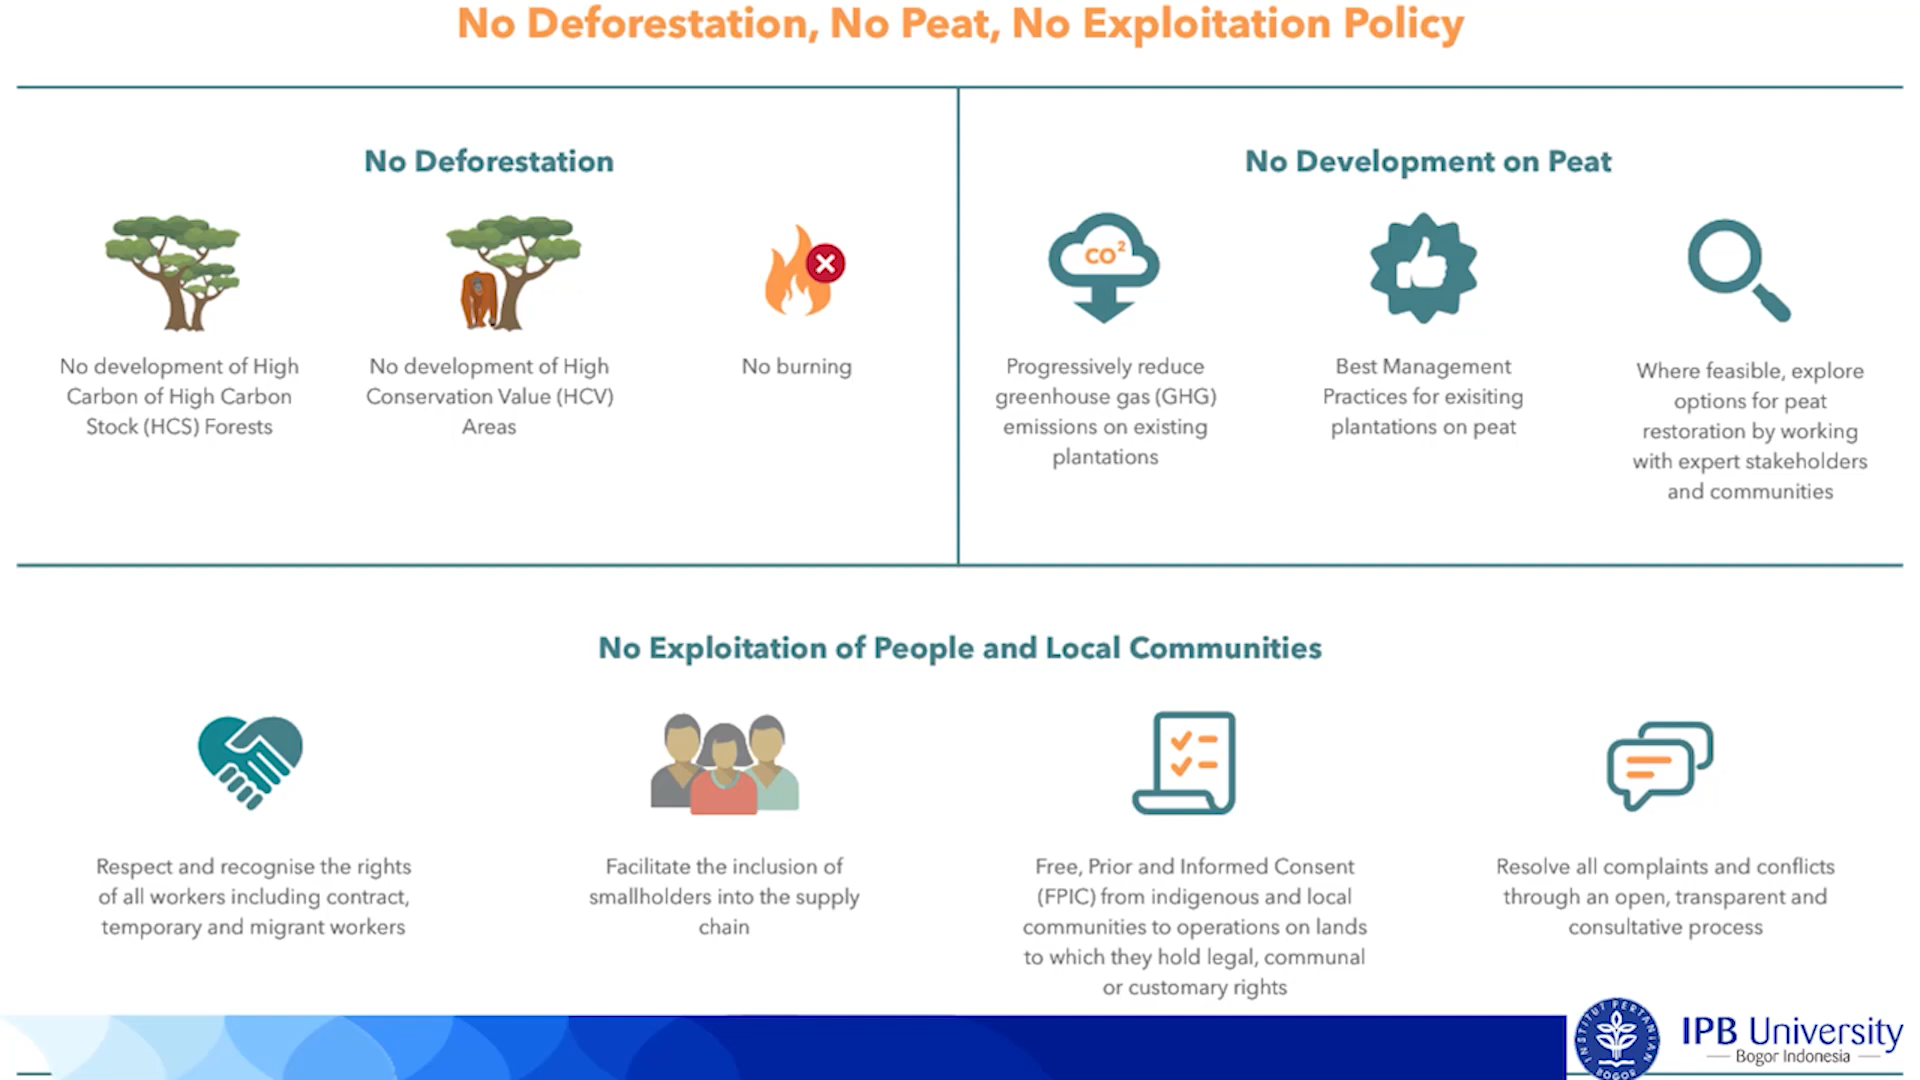 No Deforestation, No Peat, No Exploitation Policy
No Deforestation
No development of High
Carbon of High Carbon
Stock (HCS) Forests
No development of High
Conservation Value (HCV)
Areas
No burning
No Development on Peat
CO²
Progressively reduce
greenhouse gas (GHG)
emissions on existing
plantations
Best Management
Practices for exisiting
plantations on peat
Where feasible, explore
options for peat
restoration by working
with expert stakeholders
and communities
No Exploitation of People and Local Communities
Respect and recognise the rights
of all workers including contract,
temporary and migrant workers
Facilitate the inclusion of
smallholders into the supply
chain
Free, Prior and Informed Consent
(FPIC) from indigenous and local
communities to operations on lands
to which they hold legal, communal
or customary rights
Resolve all complaints and conflicts
through an open, transparent and
consultative process
INSTITUT PERTANIAN
BOGOR
IPB University
Bogor Indonesia